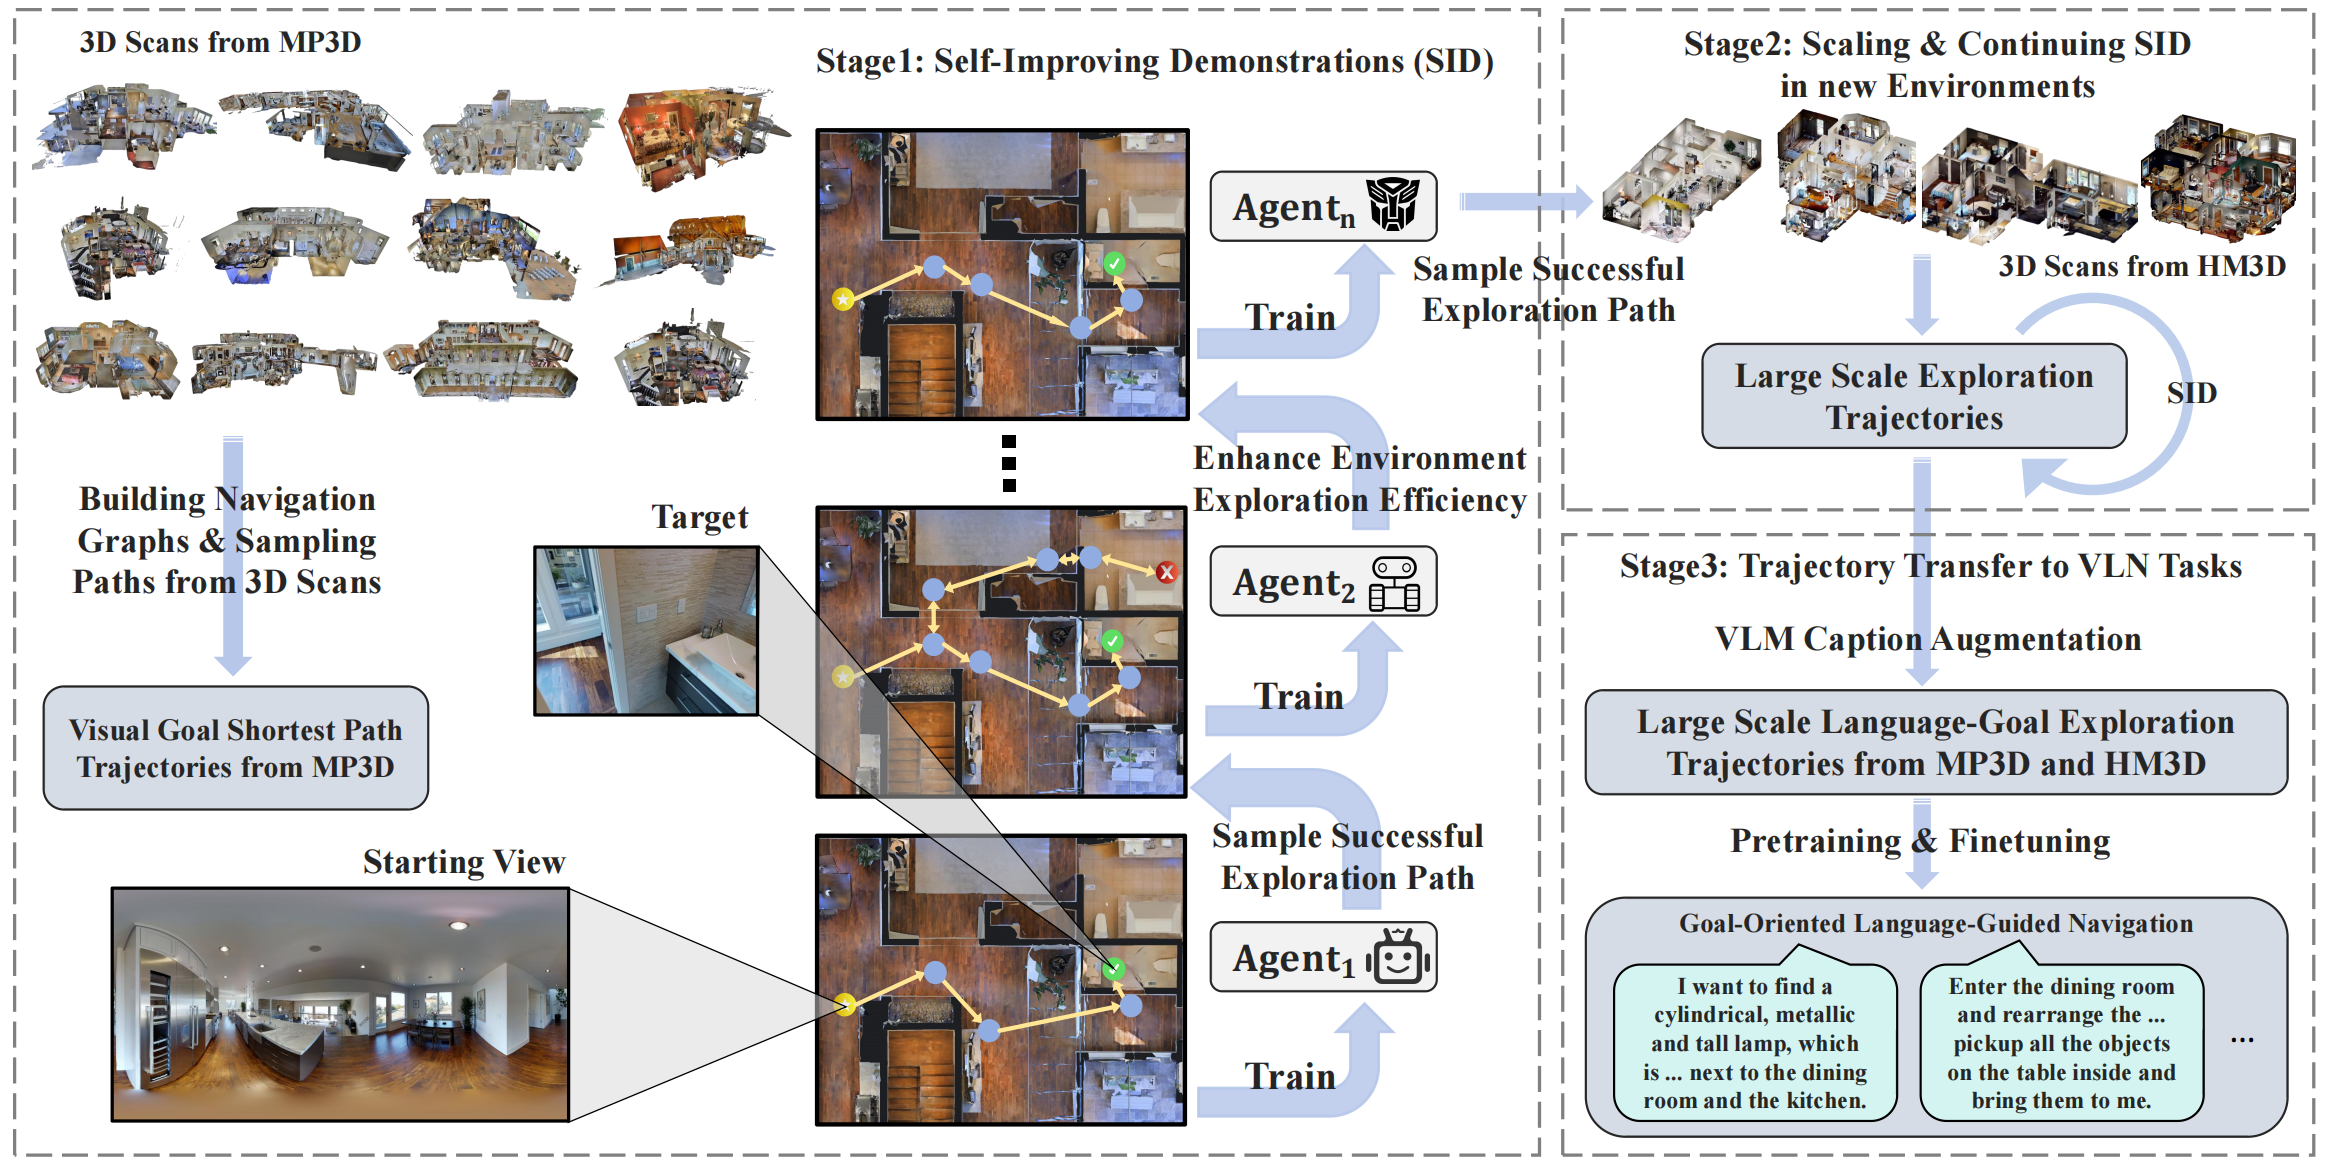 3D Scans from MP3D
Building Navigation
Graphs & Sampling
Paths from 3D Scans
Visual Goal Shortest Path
Trajectories from MP3D
Stage1: Self-Improving Demonstrations (SID)
Target
Starting View
Agentₙ
Train
Sample Successful
Exploration Path
Enhance Environment
Exploration Efficiency
Agent₂
Train
Sample Successful
Exploration Path
Agent₁
Train
Stage2: Scaling & Continuing SID
in new Environments
3D Scans from HM3D
Large Scale Exploration
Trajectories
SID
Stage3: Trajectory Transfer to VLN Tasks
VLM Caption Augmentation
Large Scale Language-Goal Exploration
Trajectories from MP3D and HM3D
Pretraining & Finetuning
Goal-Oriented Language-Guided Navigation
I want to find a
cylindrical, metallic
and tall lamp, which
is ... next to the dining
room and the kitchen.
Enter the dining room
and rearrange the ...
pickup all the objects
on the table inside and
bring them to me.
...